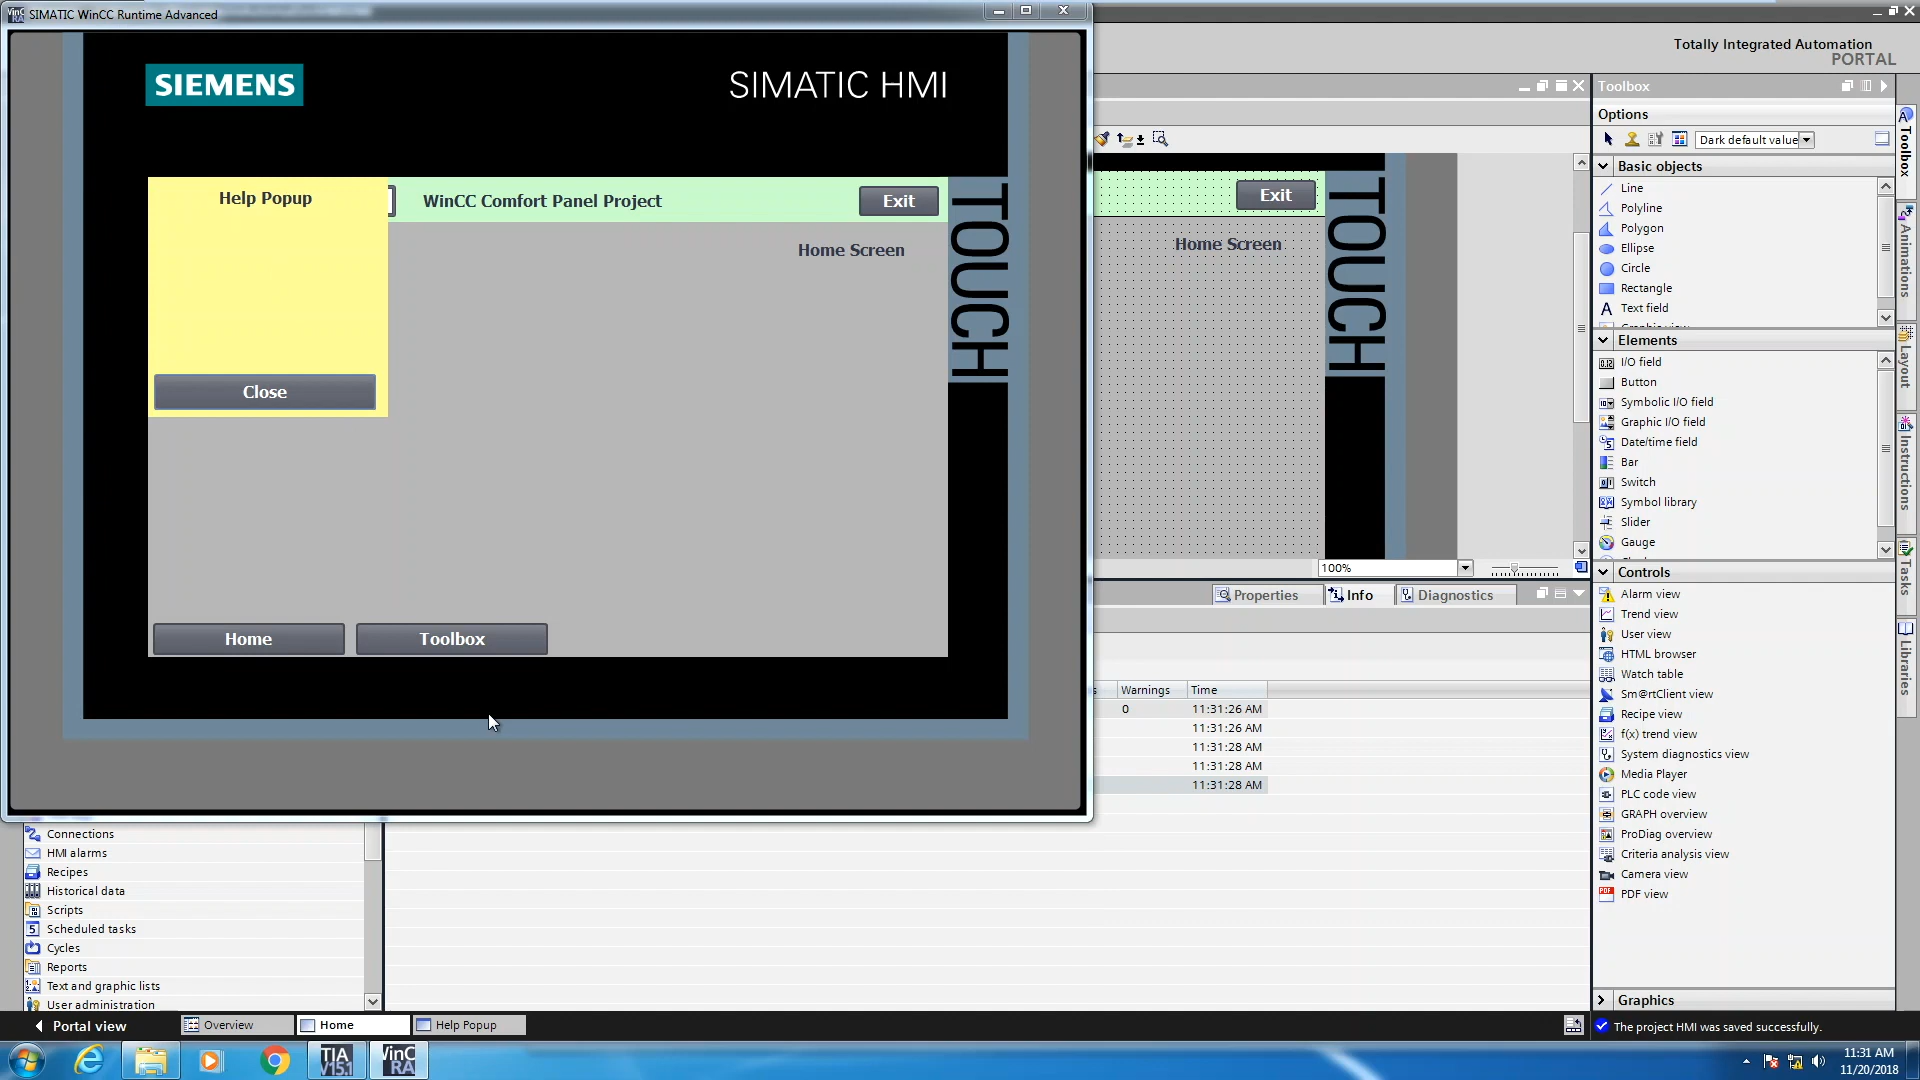 SIMATIC WinCC Runtime Advanced
SIEMENS
SIMATIC HMI
Help Popup
WinCC Comfort Panel Project
Exit
Home Screen
TOUCH
Close
Home
Toolbox
Totally Integrated Automation
PORTAL
Exit
Home Screen
TOUCH
100%
Properties
Info
Diagnostics
Warnings
Time
0
11:31:26 AM
11:31:26 AM
11:31:28 AM
11:31:28 AM
11:31:28 AM
Toolbox
Options
Dark default value
Basic objects
Line
Polyline
Polygon
Ellipse
Circle
Rectangle
Text field
Elements
I/O field
Button
Symbolic I/O field
Graphic I/O field
Date/time field
Bar
Switch
Symbol library
Slider
Gauge
Controls
Alarm view
Trend view
User view
HTML browser
Watch table
Sm@rtClient view
Recipe view
f(x) trend view
System diagnostics view
Media Player
PLC code view
GRAPH overview
ProDiag overview
Criteria analysis view
Camera view
PDF view
Graphics
Toolbox
Animations
Layout
Instructions
Tasks
Libraries
Connections
HMI alarms
Recipes
Historical data
Scripts
Scheduled tasks
Cycles
Reports
Text and graphic lists
User administration
Portal view
Overview
Home
Help Popup
The project HMI was saved successfully.
TIA
V15.1
WinC
RA
11:31 AM
11/20/2018